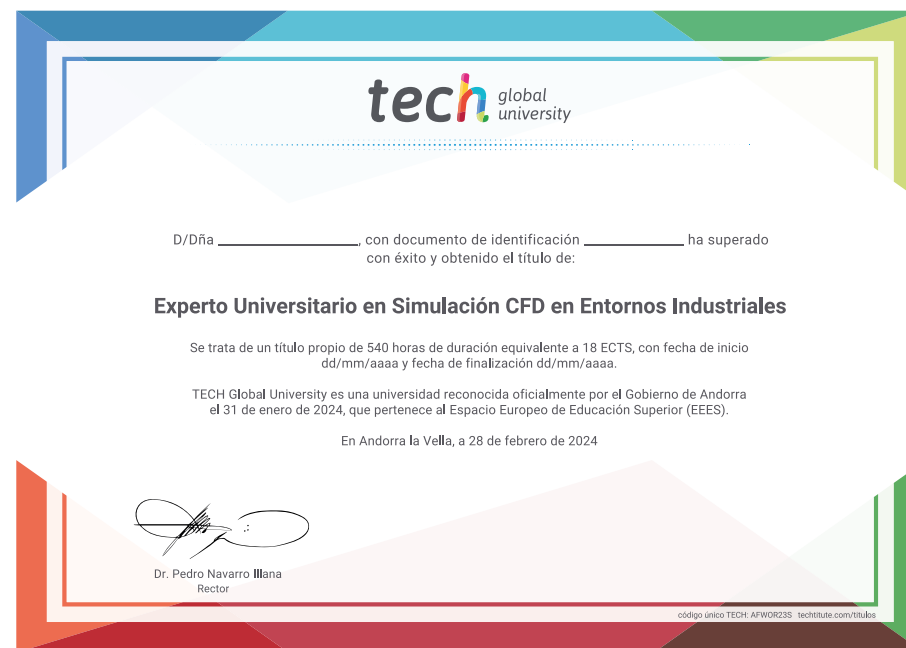 tech global university
D/Dña ____________________, con documento de identificación ______________ ha superado
con éxito y obtenido el título de:
Experto Universitario en Simulación CFD en Entornos Industriales
Se trata de un título propio de 540 horas de duración equivalente a 18 ECTS, con fecha de inicio
dd/mm/aaaa y fecha de finalización dd/mm/aaaa.
TECH Global University es una universidad reconocida oficialmente por el Gobierno de Andorra
el 31 de enero de 2024, que pertenece al Espacio Europeo de Educación Superior (EEES).
En Andorra la Vella, a 28 de febrero de 2024
Dr. Pedro Navarro Illana
Rector
código único TECH: AFWOR23S techtitute.com/titulos